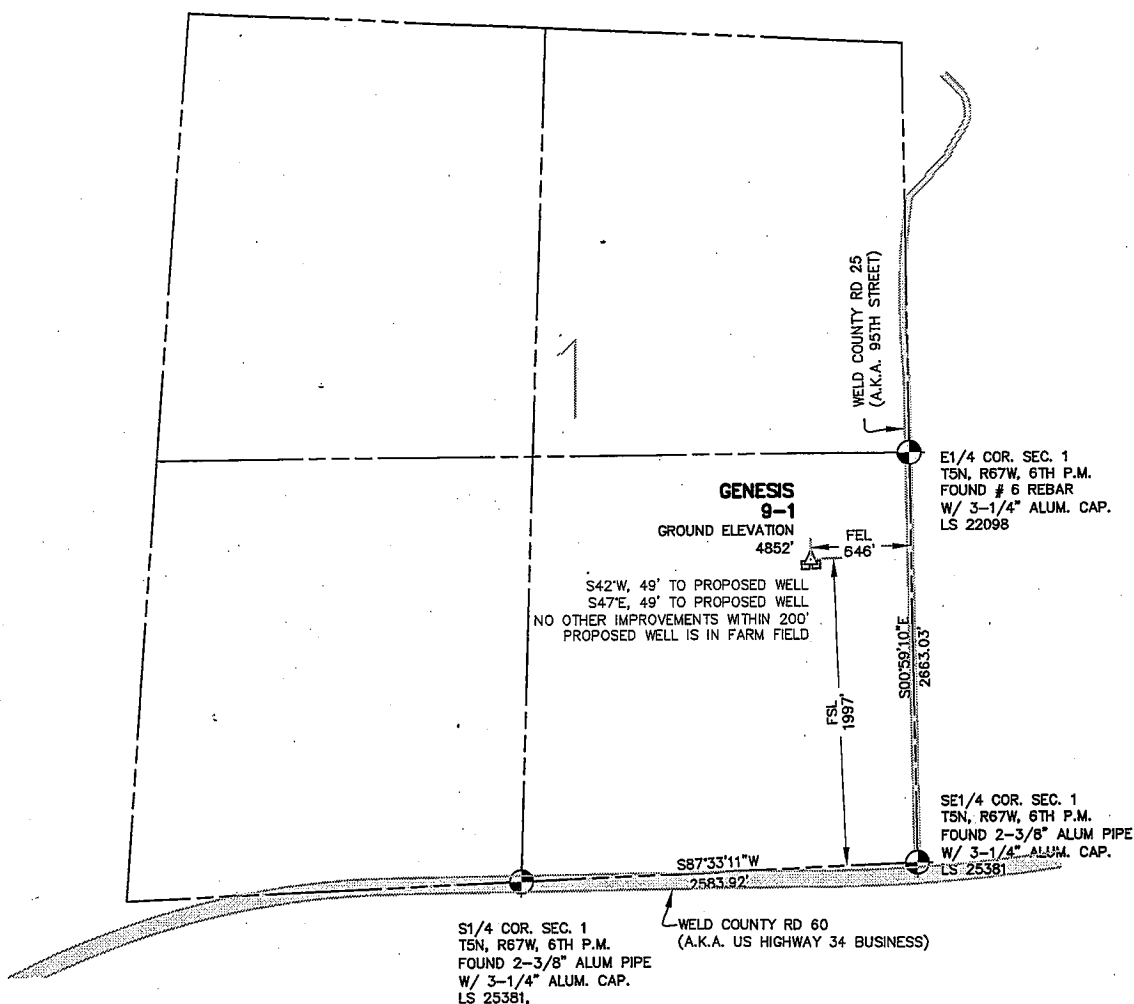 WELD COUNTY RD 25
(A.K.A. 95TH STREET)
1
E1/4 COR. SEC. 1
T5N, R67W, 6TH P.M.
FOUND # 6 REBAR
W/ 3-1/4" ALUM. CAP.
LS 22098
GENESIS
9-1
GROUND ELEVATION
4852'
FEL
646'
S42°W, 49' TO PROPOSED WELL
S47°E, 49' TO PROPOSED WELL
NO OTHER IMPROVEMENTS WITHIN 200'
PROPOSED WELL IS IN FARM FIELD
S00°59'10"E
2663.03'
FSL
1997'
SE1/4 COR. SEC. 1
T5N, R67W, 6TH P.M.
FOUND 2-3/8" ALUM PIPE
W/ 3-1/4" ALUM. CAP.
LS 25381
S87°33'11"W
2583.92'
WELD COUNTY RD 60
(A.K.A. US HIGHWAY 34 BUSINESS)
S1/4 COR. SEC. 1
T5N, R67W, 6TH P.M.
FOUND 2-3/8" ALUM PIPE
W/ 3-1/4" ALUM. CAP.
LS 25381.